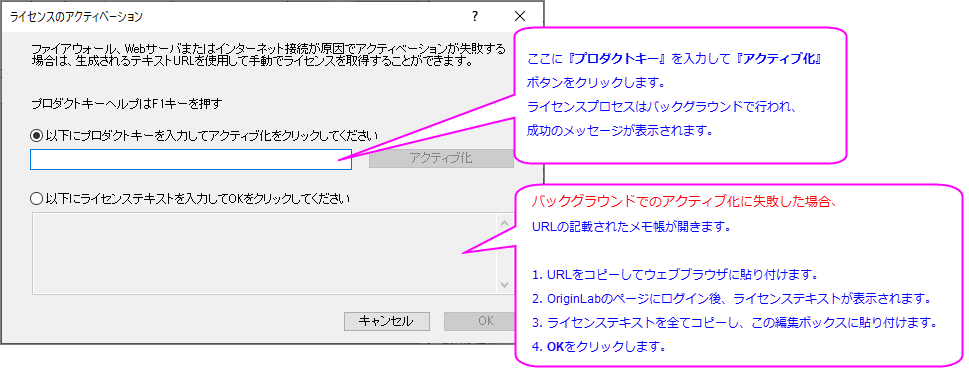 ライセンスのアクティベーション
ファイアウォール、Webサーバまたはインターネット接続が原因でアクティベーションが失敗する
場合は、生成されるテキストURLを使用して手動でライセンスを取得することができます。
プロダクトキーヘルプはF1キーを押す
以下にプロダクトキーを入力してアクティブ化をクリックしてください
アクティブ化
以下にライセンステキストを入力してOKをクリックしてください
キャンセル
OK
ここに『プロダクトキー』を入力して『アクティブ化』
ボタンをクリックします。
ライセンスプロセスはバックグラウンドで行われ、
成功のメッセージが表示されます。
バックグラウンドでのアクティブ化に失敗した場合、
URLの記載されたメモ帳が開きます。
1. URLをコピーしてウェブブラウザに貼り付けます。
2. OriginLabのページにログイン後、ライセンステキストが表示されます。
3. ライセンステキストを全てコピーし、この編集ボックスに貼り付けます。
4. OKをクリックします。